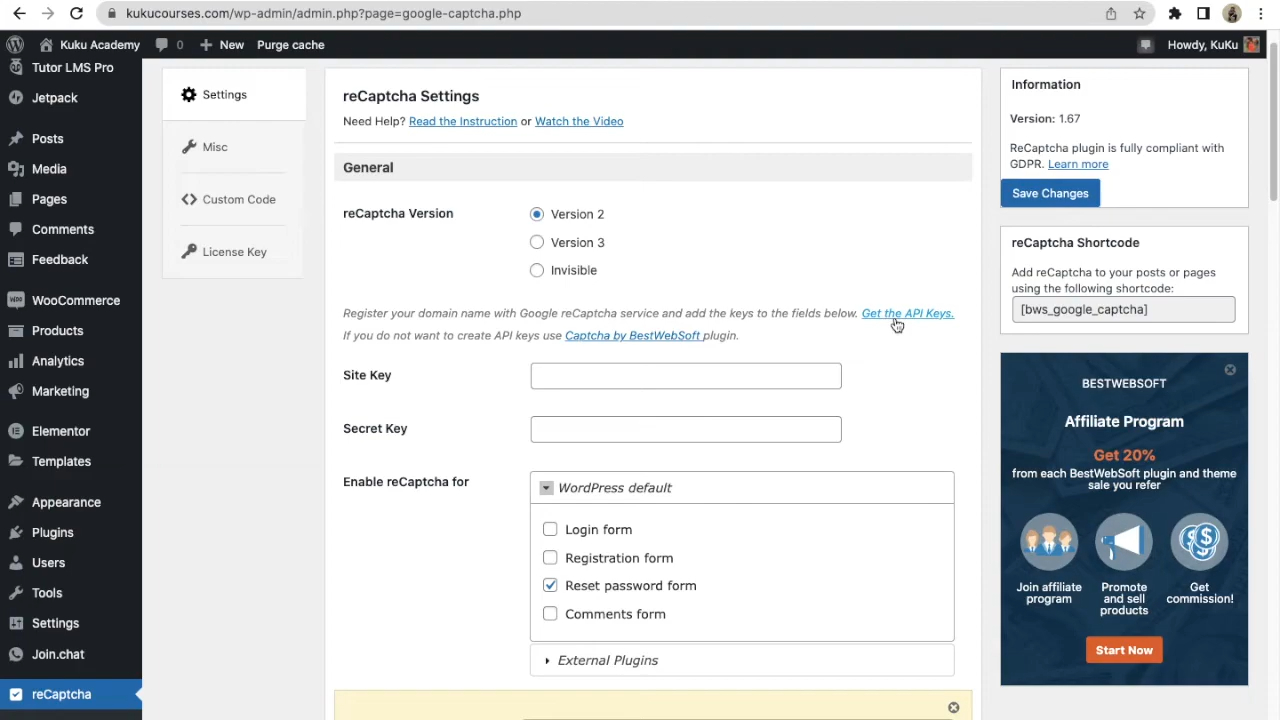 kukucourses.com/wp-admin/admin.php?page=google-captcha.php
Kuku Academy
0
New
Purge cache
Howdy, KuKu
Tutor LMS Pro
Jetpack
Posts
Media
Pages
Comments
Feedback
WooCommerce
Products
Analytics
Marketing
Elementor
Templates
Appearance
Plugins
Users
Tools
Settings
Join.chat
reCaptcha
Settings
Misc
Custom Code
License Key
reCaptcha Settings
Need Help? Read the Instruction or Watch the Video
General
reCaptcha Version
Version 2
Version 3
Invisible
Register your domain name with Google reCaptcha service and add the keys to the fields below. Get the API Keys.
If you do not want to create API keys use Captcha by BestWebSoft plugin.
Site Key
Secret Key
Enable reCaptcha for
WordPress default
Login form
Registration form
Reset password form
Comments form
External Plugins
Information
Version: 1.67
ReCaptcha plugin is fully compliant with
GDPR. Learn more
Save Changes
reCaptcha Shortcode
Add reCaptcha to your posts or pages
using the following shortcode:
[bws_google_captcha]
BESTWEBSOFT
Affiliate Program
Get 20%
from each BestWebSoft plugin and theme
sale you refer
Join affiliate
program
Promote
and sell
products
Get
commission!
Start Now